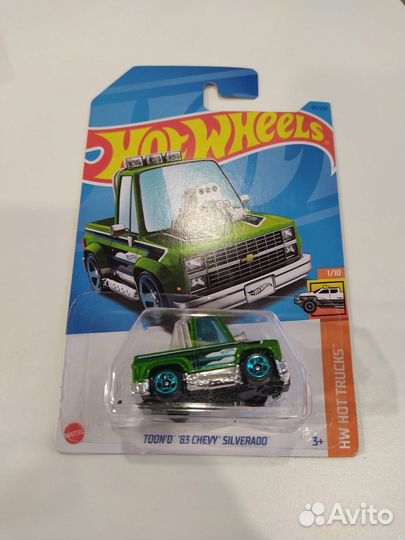 HOT WHEELS
1/10
HW HOT TRUCKS
MATTEL
TOON'D '83 CHEVY SILVERADO
3+
Avito